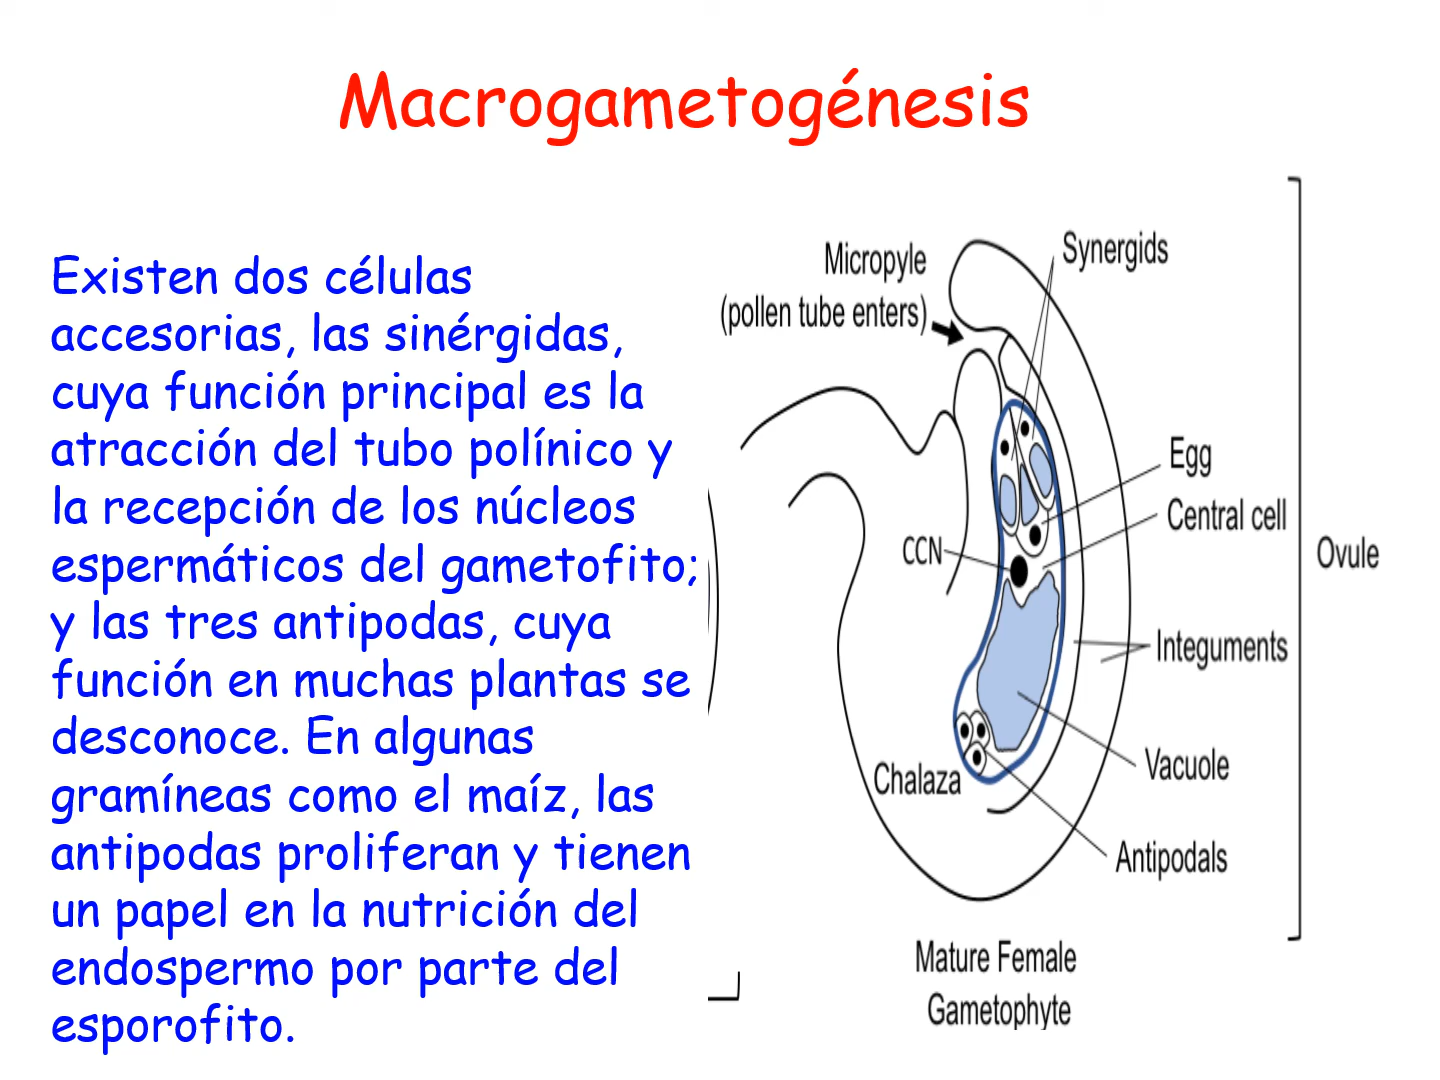 Macrogametogénesis
Existen dos células
accesorias, las sinérgidas,
cuya función principal es la
atracción del tubo polínico y
la recepción de los núcleos
espermáticos del gametofito;
y las tres antipodas, cuya
función en muchas plantas se
desconoce. En algunas
gramíneas como el maíz, las
antipodas proliferan y tienen
un papel en la nutrición del
endospermo por parte del
esporofito.
Micropyle
(pollen tube enters)
Synergids
Egg
Central cell
CCN
Ovule
Integuments
Vacuole
Chalaza
Antipodals
Mature Female
Gametophyte